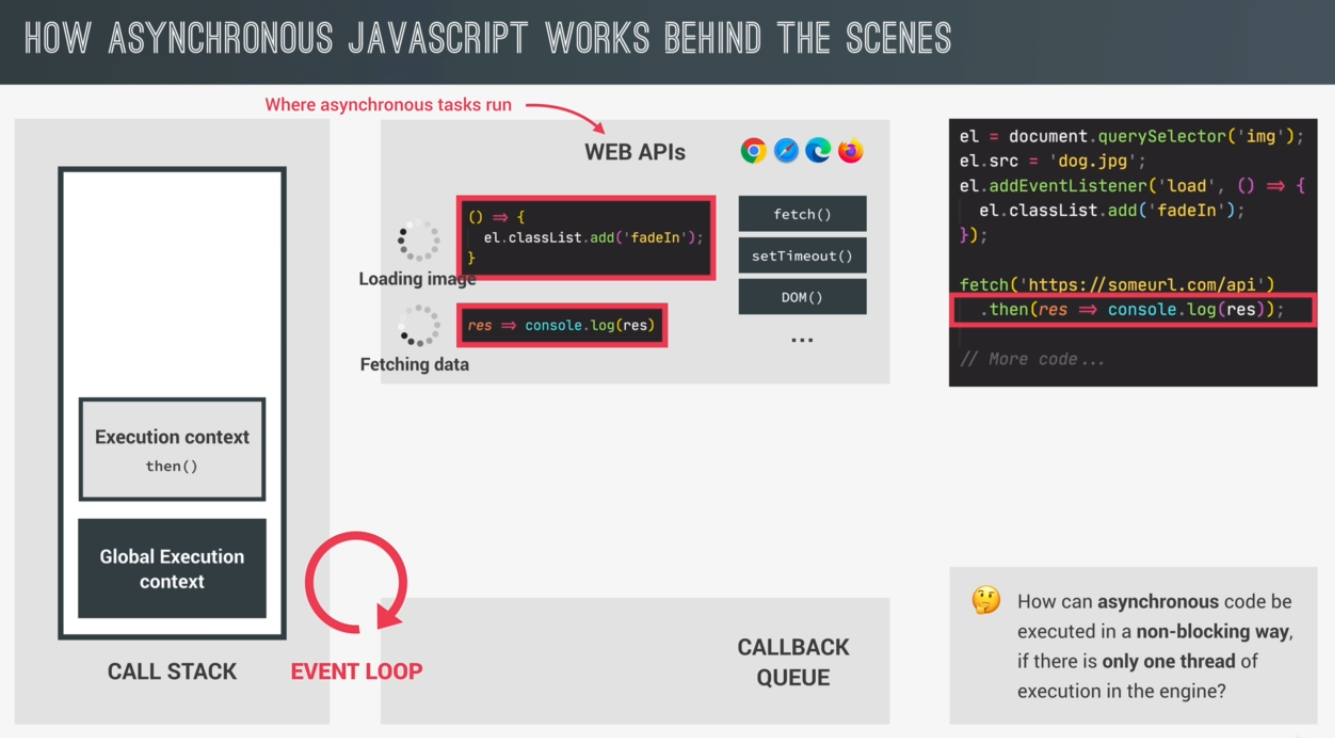 HOW ASYNCHRONOUS JAVASCRIPT WORKS BEHIND THE SCENES
Where asynchronous tasks run
WEB APIs
() => {
el.classList.add('fadeIn');
}
Loading image
res => console.log(res)
Fetching data
fetch()
setTimeout()
DOM()
...
el = document.querySelector('img');
el.src = 'dog.jpg';
el.addEventListener('load', () => {
el.classList.add('fadeIn');
});
fetch('https://someurl.com/api')
.then(res => console.log(res));
// More code...
Execution context
then()
Global Execution
context
CALL STACK
EVENT LOOP
CALLBACK
QUEUE
How can asynchronous code be
executed in a non-blocking way,
if there is only one thread of
execution in the engine?